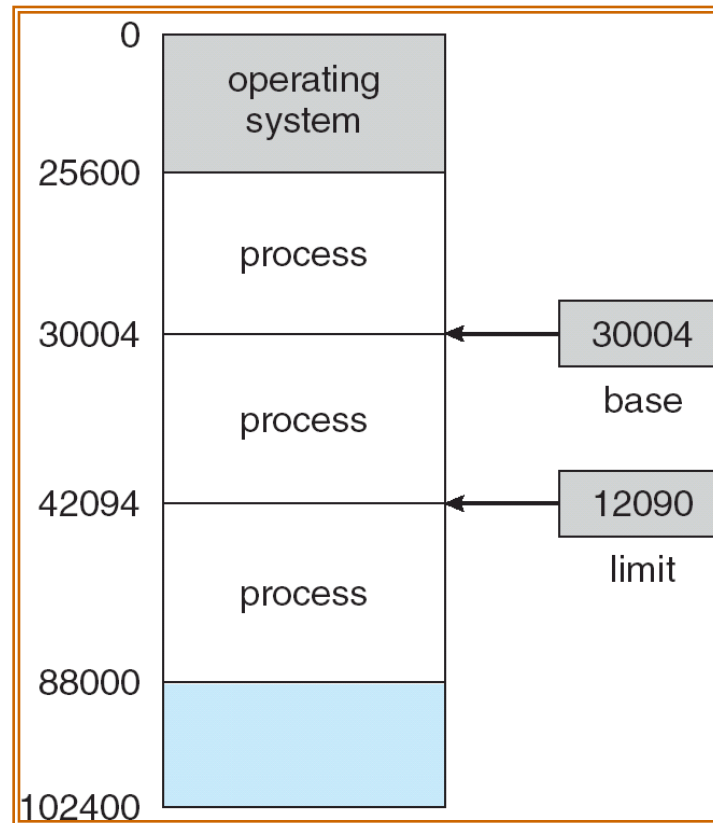 0
operating
system
25600
process
30004
30004
base
process
42094
12090
limit
process
88000
102400